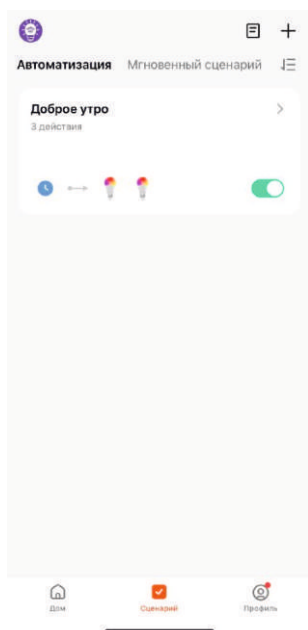 Автоматизация Мгновенный сценарий
Доброе утро
3 действия
Дом Сценарий Профиль